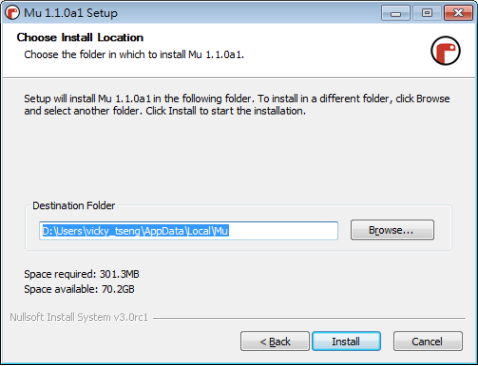 Mu 1.1.0a1 Setup
Choose Install Location
Choose the folder in which to install Mu 1.1.0a1.
Setup will install Mu 1.1.0a1 in the following folder. To install in a different folder, click Browse
and select another folder. Click Install to start the installation.
Destination Folder
D:\Users\vicky_tseng\AppData\Local\Mu
Browse...
Space required: 301.3MB
Space available: 70.2GB
Nullsoft Install System v3.0rc1
< Back
Install
Cancel